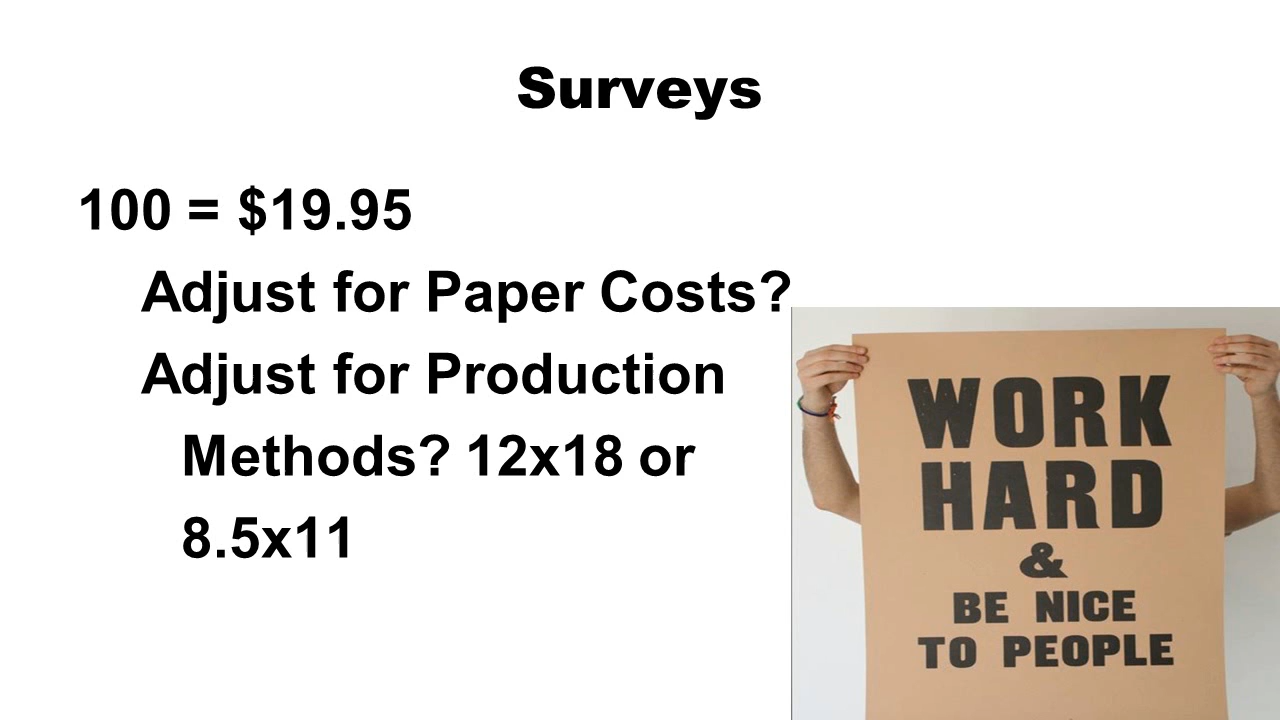 Surveys
100 = $19.95
Adjust for Paper Costs?
Adjust for Production
Methods? 12x18 or
8.5x11
WORK
HARD
&
BE NICE
TO PEOPLE